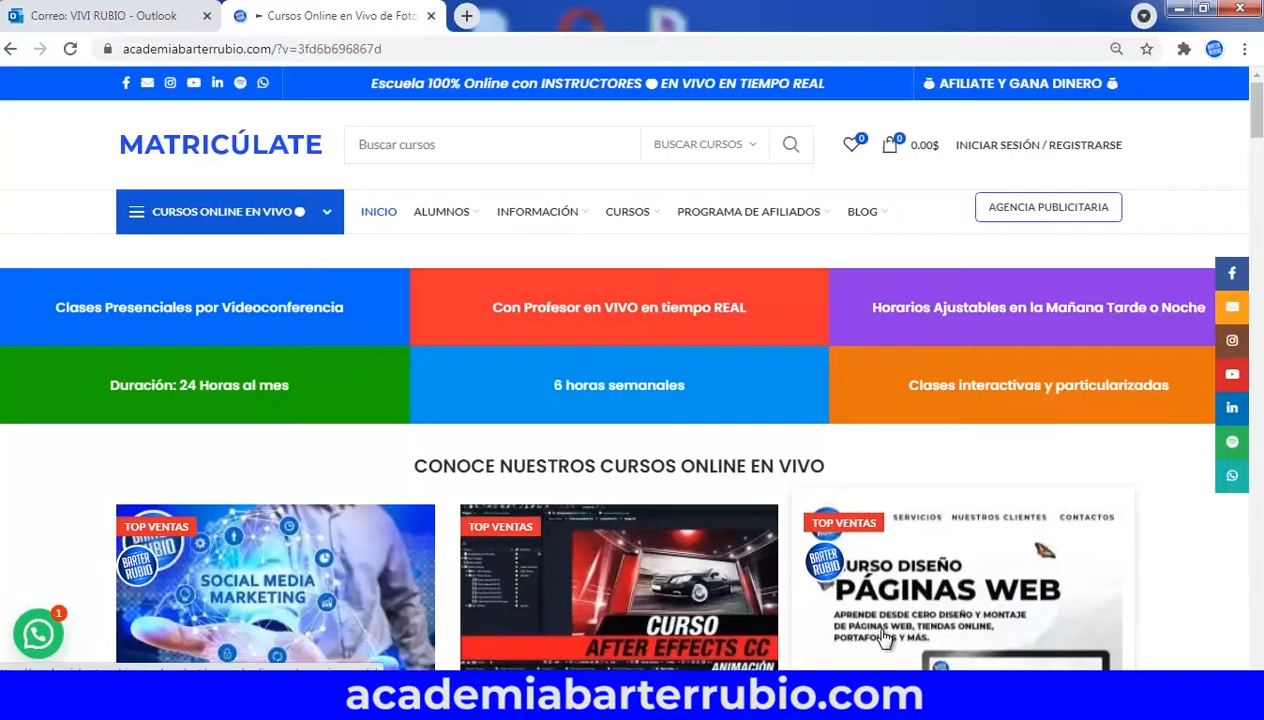 Correo: VIVI RUBIO - Outlook
► Cursos Online en Vivo de Foto
academiabarterrubio.com/?v=3fd6b696867d
Escuela 100% Online con INSTRUCTORES EN VIVO EN TIEMPO REAL
AFILIATE Y GANA DINERO
MATRICÚLATE
Buscar cursos
BUSCAR CURSOS
0
0
0.00$
INICIAR SESIÓN / REGISTRARSE
CURSOS ONLINE EN VIVO
INICIO
ALUMNOS
INFORMACIÓN
CURSOS
PROGRAMA DE AFILIADOS
BLOG
AGENCIA PUBLICITARIA
Clases Presenciales por Videoconferencia
Con Profesor en VIVO en tiempo REAL
Horarios Ajustables en la Mañana Tarde o Noche
Duración: 24 Horas al mes
6 horas semanales
Clases interactivas y particularizadas
CONOCE NUESTROS CURSOS ONLINE EN VIVO
TOP VENTAS
BARTER
RUBIO
SOCIAL MEDIA
MARKETING
TOP VENTAS
CURSO
AFTER EFFECTS CC
ANIMACIÓN
TOP VENTAS
SERVICIOS
NUESTROS CLIENTES
CONTACTOS
BARTER
RUBIO
CURSO DISEÑO
PÁGINAS WEB
APRENDE DESDE CERO DISEÑO Y MONTAJE
DE PÁGINAS WEB, TIENDAS ONLINE,
PORTAFOLIOS Y MÁS.
1
academiabarterrubio.com